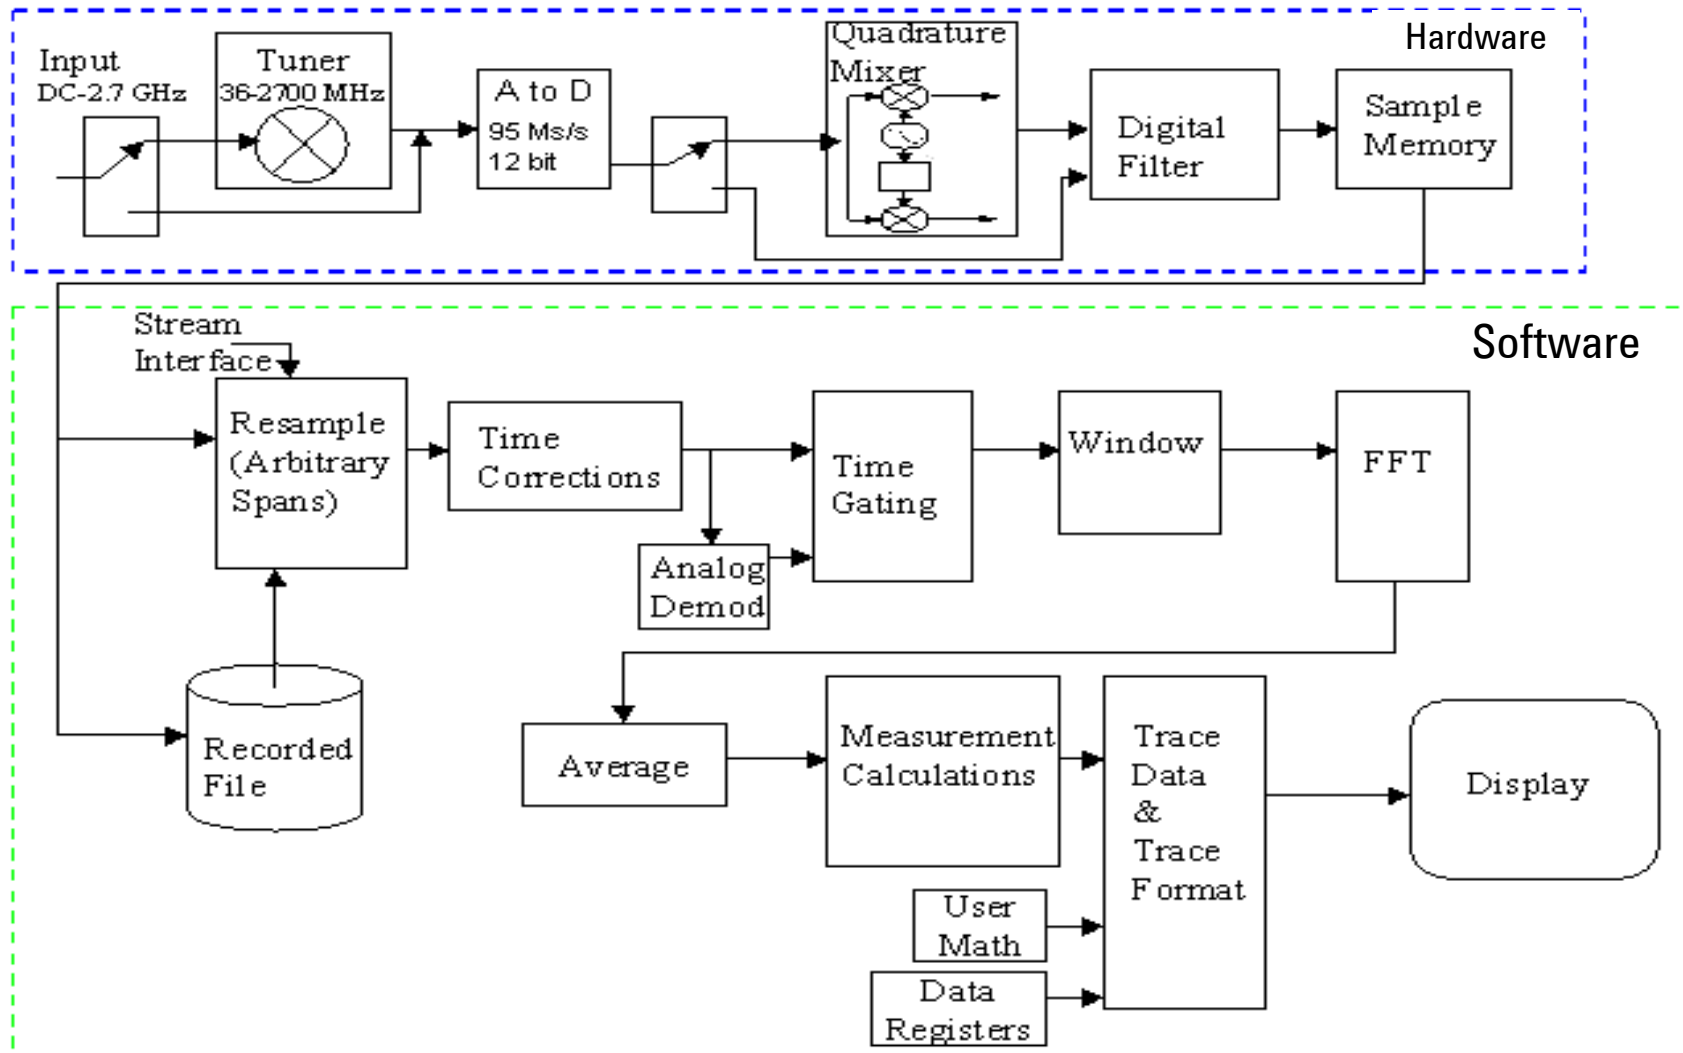 Hardware
Input
DC-2.7 GHz
Tuner
36-2700 MHz
A to D
95 Ms/s
12 bit
Quadrature
Mixer
Digital
Filter
Sample
Memory
Software
Stream
Interface
Resample
(Arbitrary
Spans)
Time
Corrections
Analog
Demod
Time
Gating
Window
FFT
Recorded
File
Average
Measurement
Calculations
User
Math
Data
Registers
Trace
Data
&
Trace
Format
Display